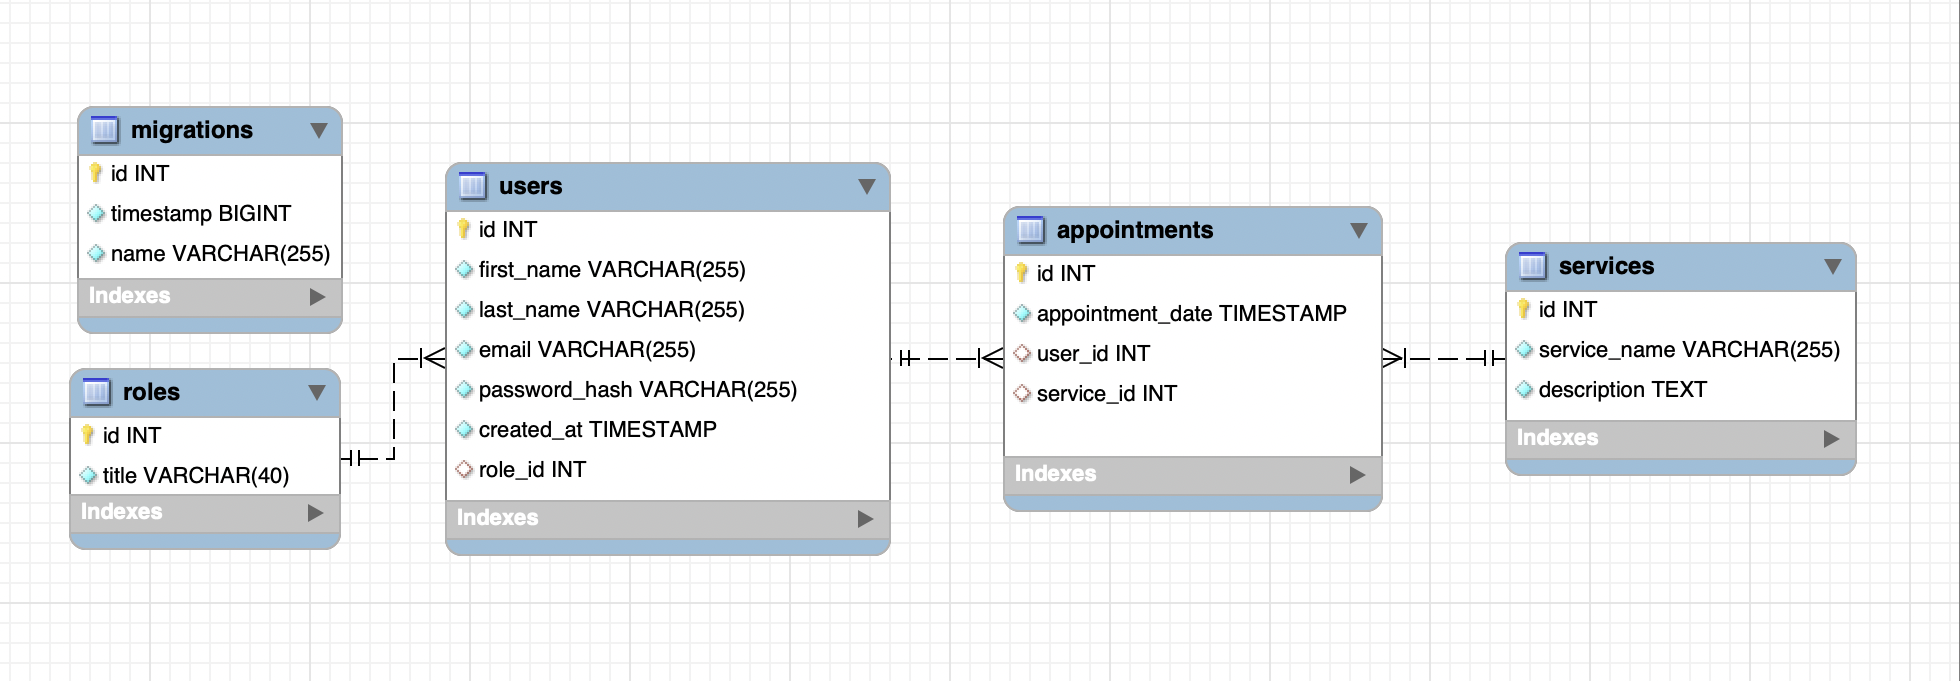 migrations
id INT
timestamp BIGINT
name VARCHAR(255)
Indexes
roles
id INT
title VARCHAR(40)
Indexes
users
id INT
first_name VARCHAR(255)
last_name VARCHAR(255)
email VARCHAR(255)
password_hash VARCHAR(255)
created_at TIMESTAMP
role_id INT
Indexes
appointments
id INT
appointment_date TIMESTAMP
user_id INT
service_id INT
Indexes
services
id INT
service_name VARCHAR(255)
description TEXT
Indexes